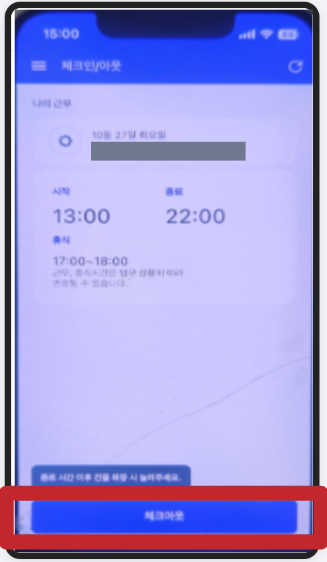 15:00
체크인/아웃
나의 근무
10월 27일 화요일
시작
종료
13:00
22:00
휴식
17:00~18:00
근무, 휴식시간은 업무 상황에 따라
변경될 수 있습니다.
종료 시간 이후 건물 퇴장 시 눌러주세요.
체크아웃